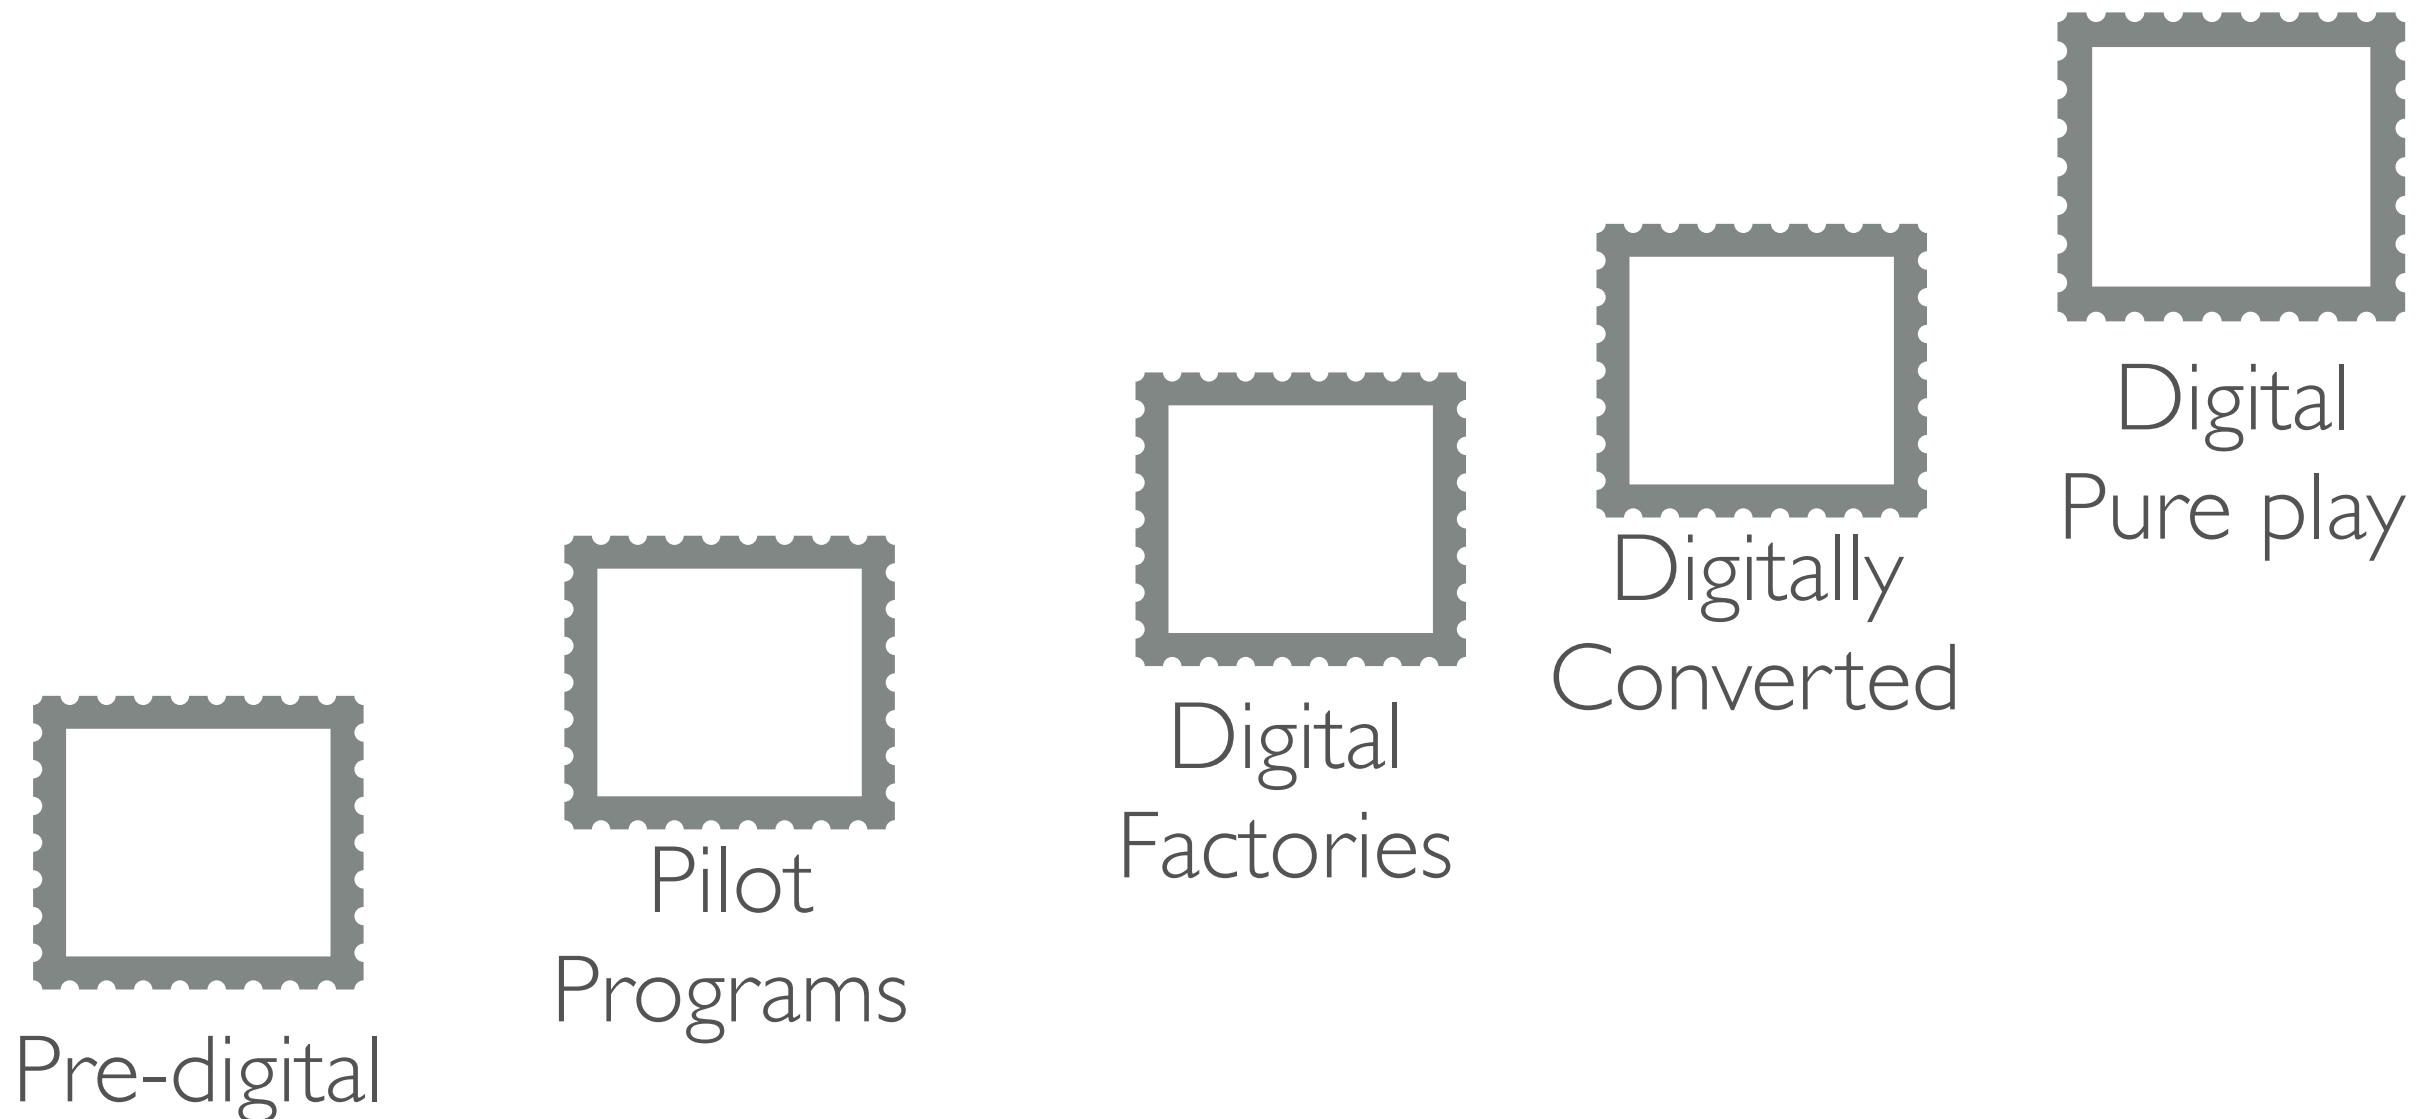 Pre-digital
Pilot
Programs
Digital
Factories
Digitally
Converted
Digital
Pure play